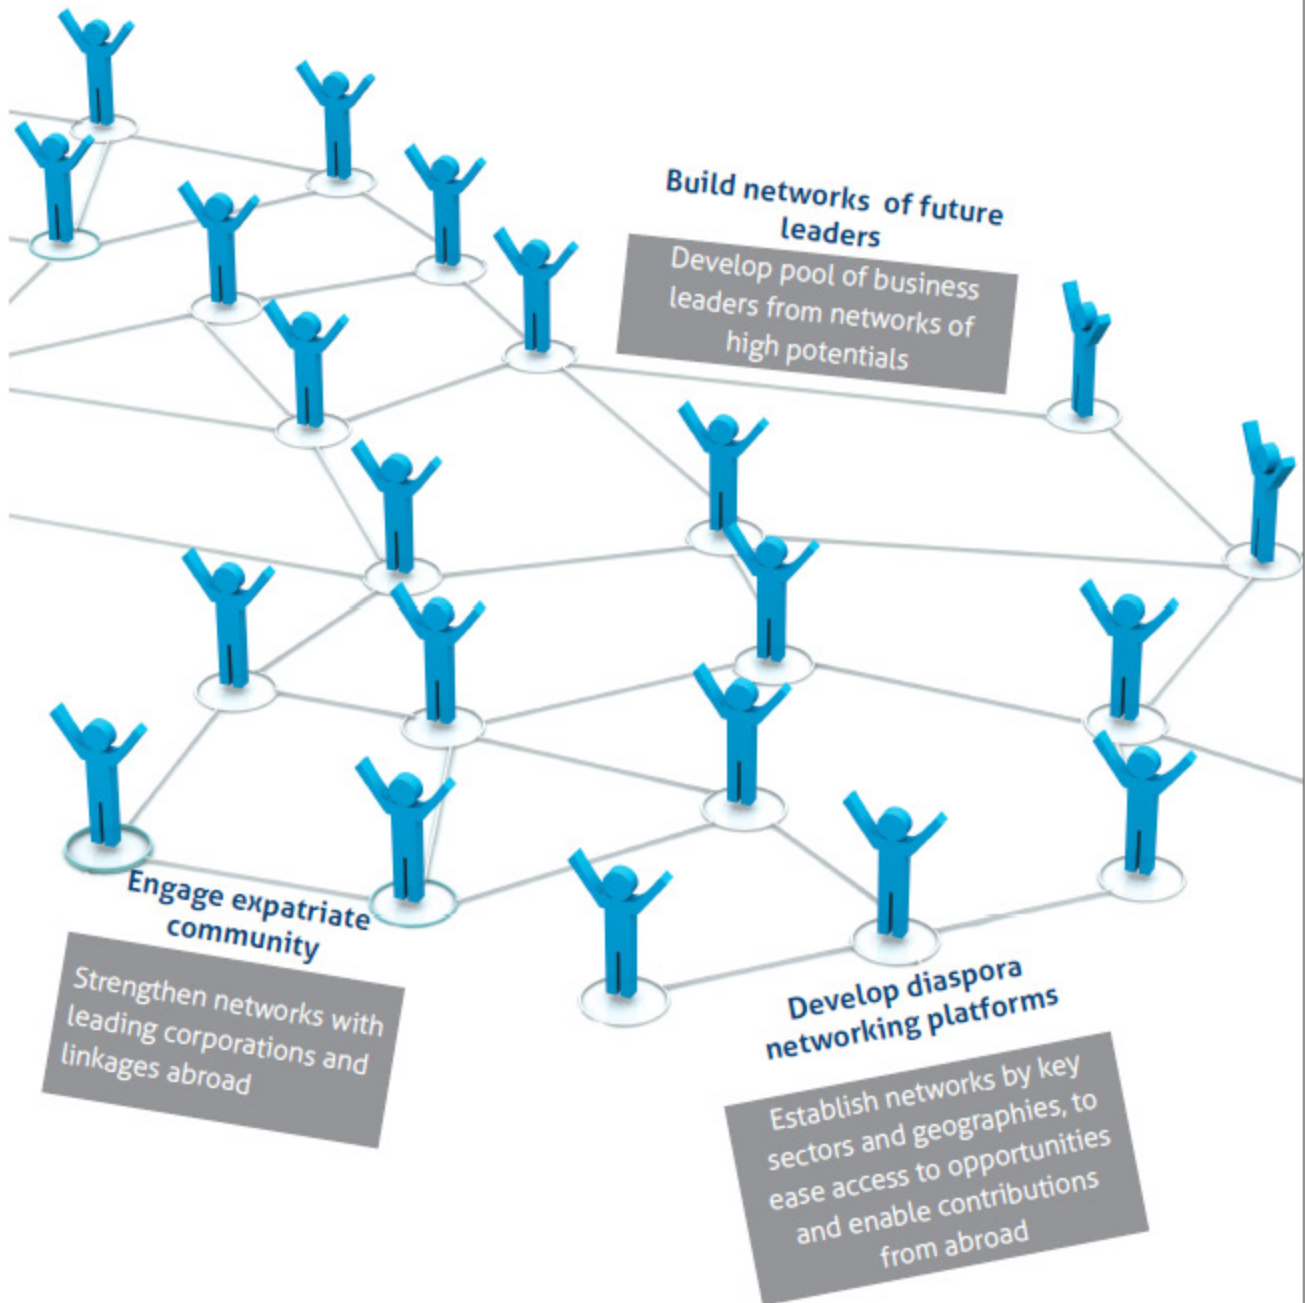 Build networks of future
leaders
Develop pool of business
leaders from networks of
high potentials
Engage expatriate
community
Strengthen networks with
leading corporations and
linkages abroad
Develop diaspora
networking platforms
Establish networks by key
sectors and geographies, to
ease access to opportunities
and enable contributions
from abroad